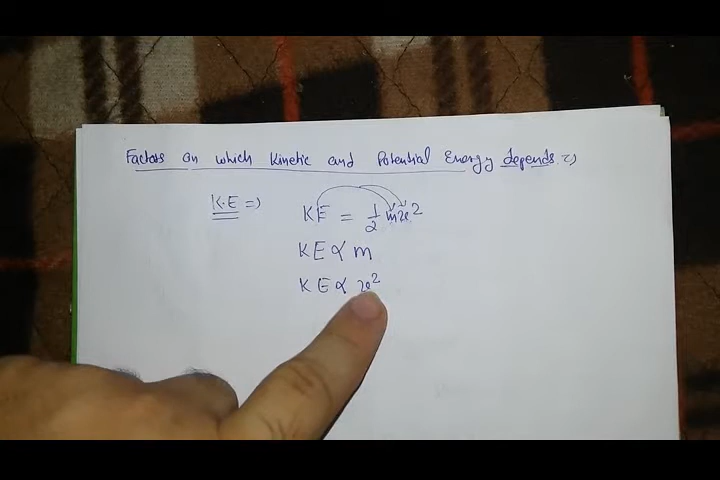 Factors on which Kinetic and Potential Energy depends =)
K.E =) KE = 1/2 mv²
KE ∝ m
KE ∝ v²